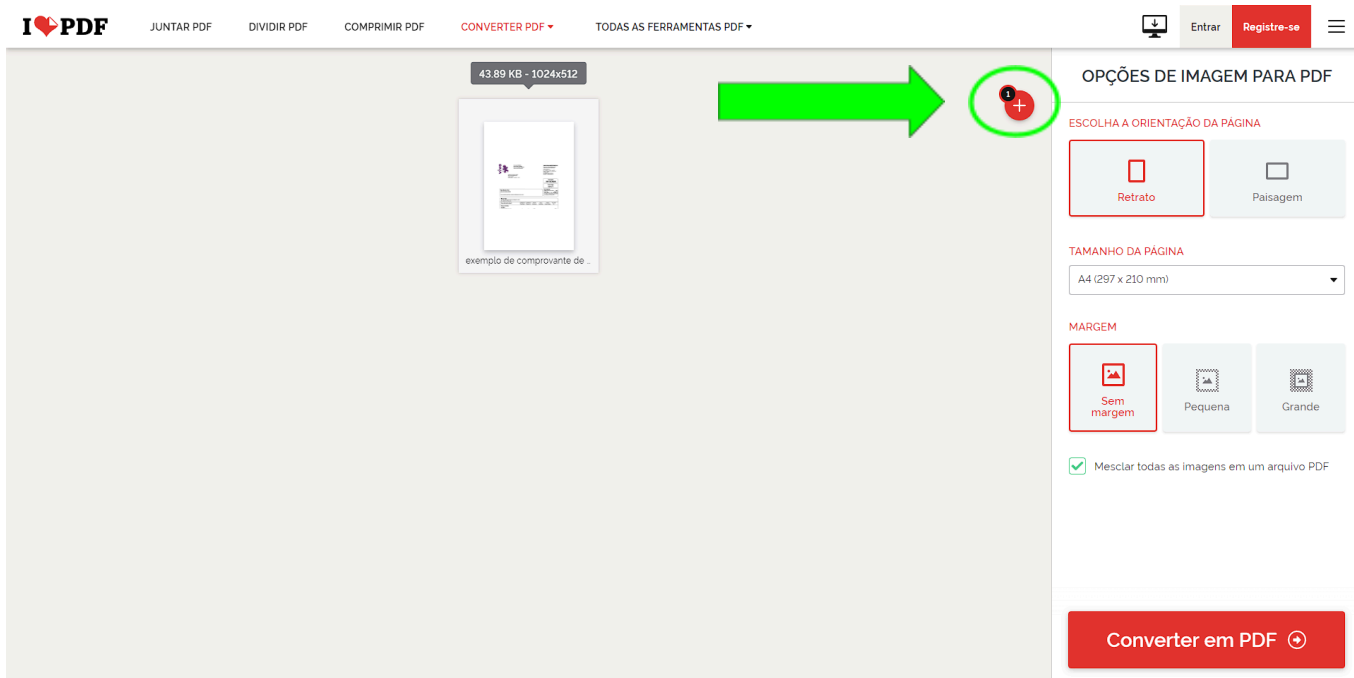 I PDF
JUNTAR PDF
DIVIDIR PDF
COMPRIMIR PDF
CONVERTER PDF
TODAS AS FERRAMENTAS PDF
Entrar
Registre-se
43.89 KB - 1024x512
exemplo de comprovante de ...
1
OPÇÕES DE IMAGEM PARA PDF
ESCOLHA A ORIENTAÇÃO DA PÁGINA
Retrato
Paisagem
TAMANHO DA PÁGINA
A4 (297 x 210 mm)
MARGEM
Sem
margem
Pequena
Grande
Mesclar todas as imagens em um arquivo PDF
Converter em PDF